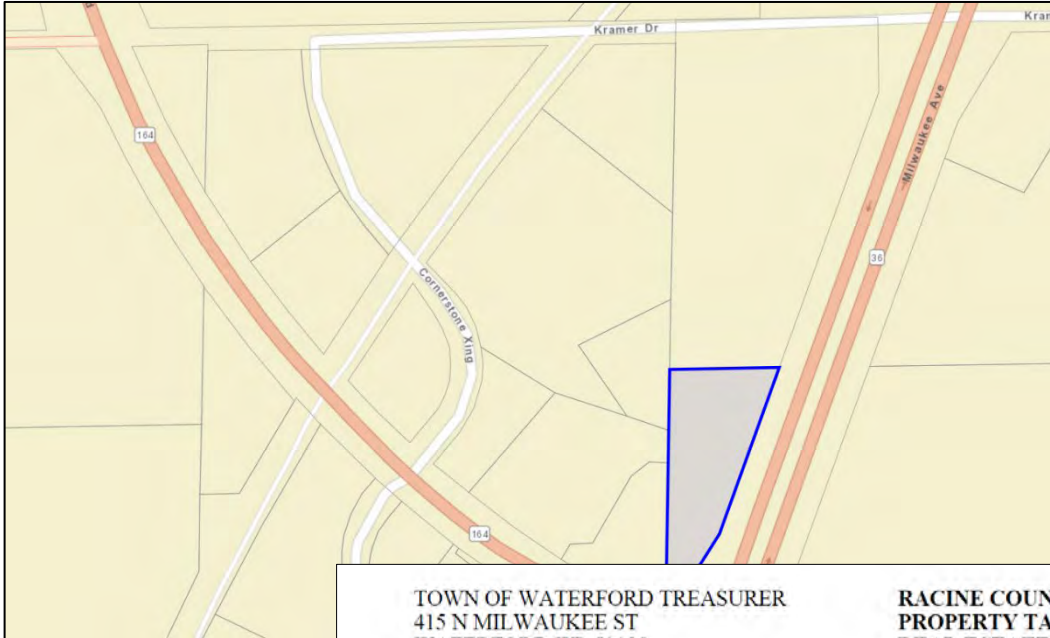 Kramer Dr
Kram
164
Milwaukee Ave
36
Cornerstone Xing
164
TOWN OF WATERFORD TREASURER
415 N MILWAUKEE ST
RACINE COUN
PROPERTY TA